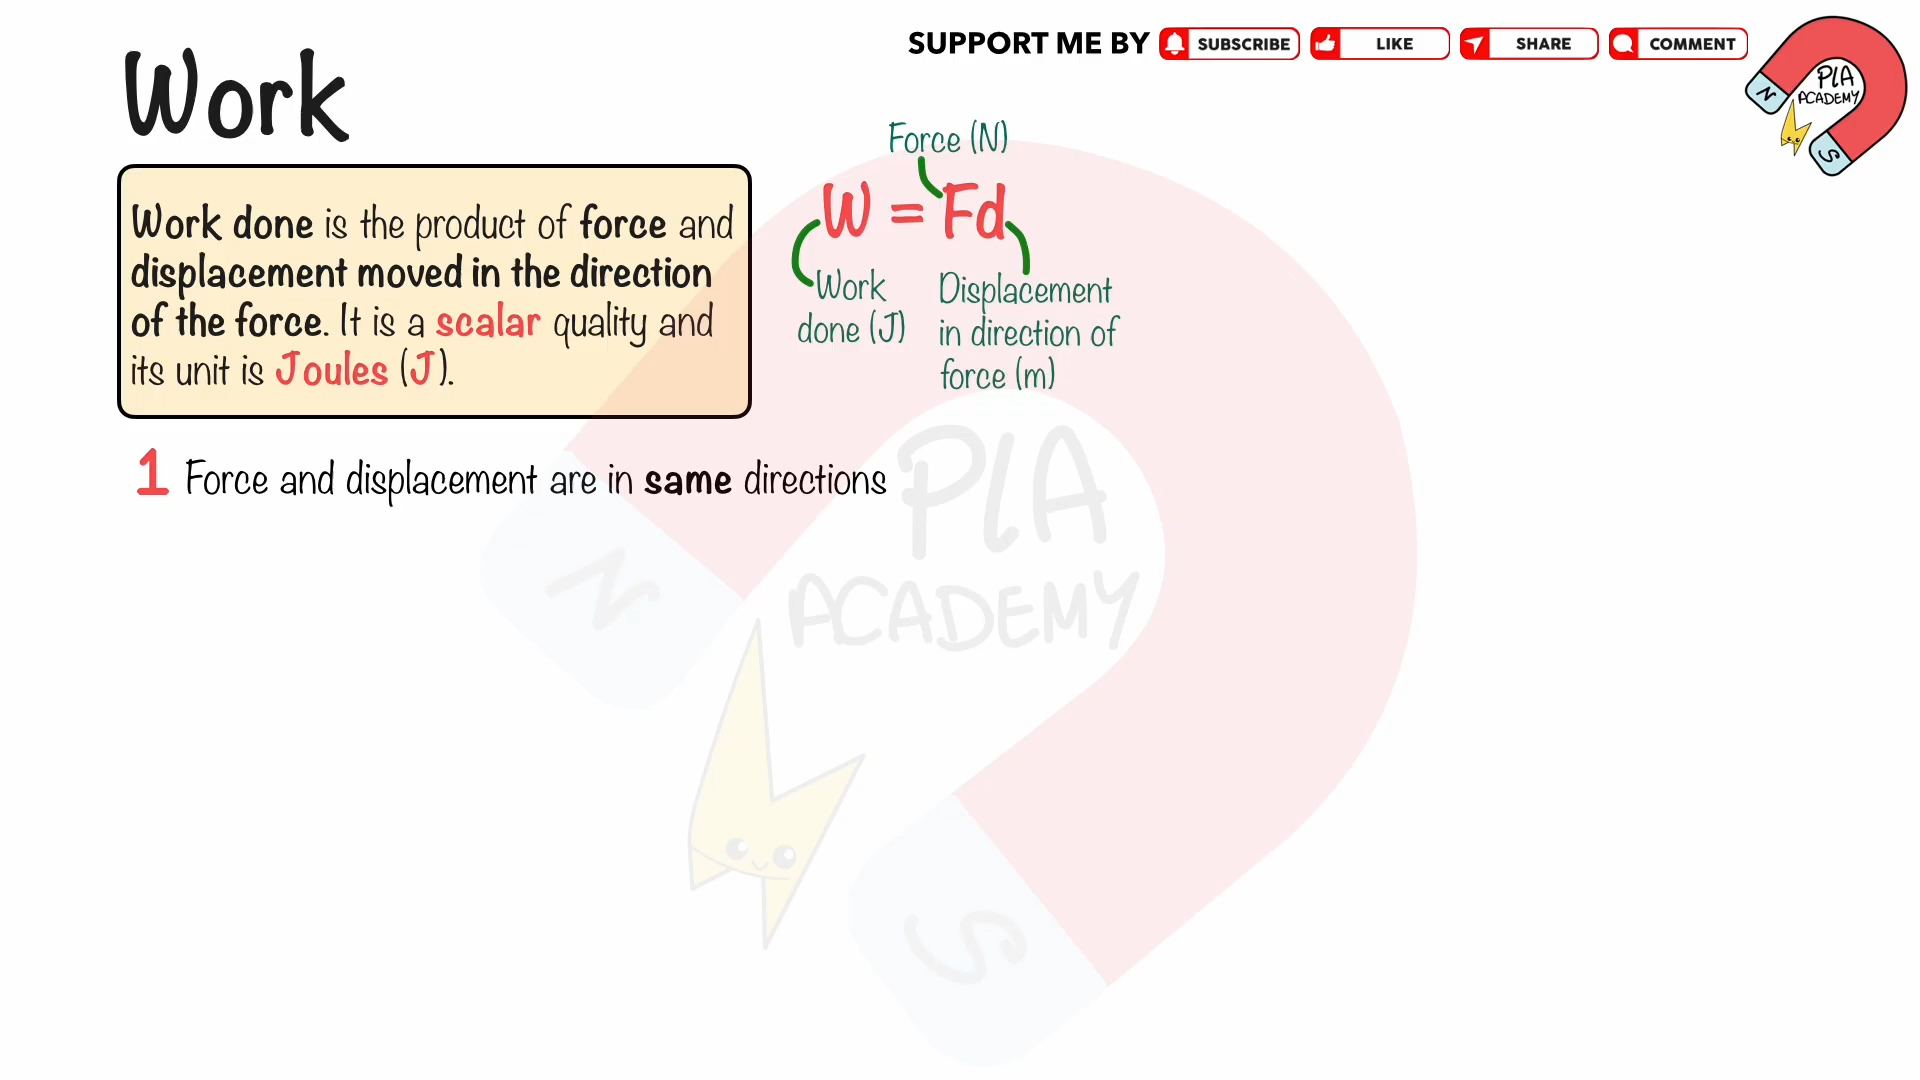 SUPPORT ME BY SUBSCRIBE LIKE SHARE COMMENT
PLA
ACADEMY
N
S
Work
Work done is the product of force and
displacement moved in the direction
of the force. It is a scalar quality and
its unit is Joules (J).
Force (N)
W = Fd
Work
done (J)
Displacement
in direction of
force (m)
1 Force and displacement are in same directions
PLA
ACADEMY
N
S